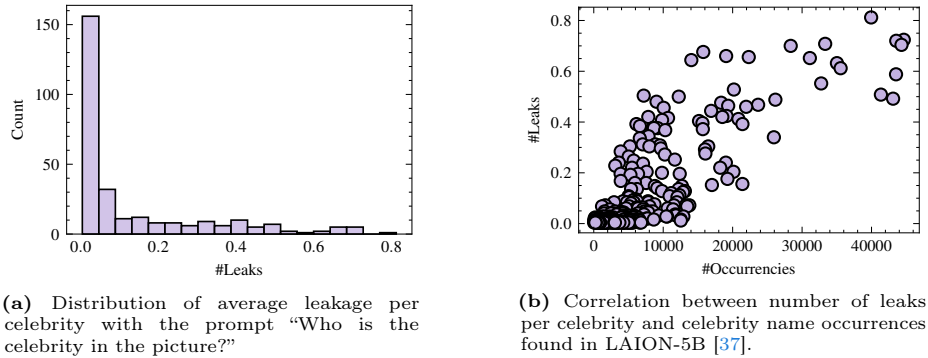 150
100
50
0
Count
0.0 0.2 0.4 0.6 0.8
#Leaks
(a) Distribution of average leakage per
celebrity with the prompt “Who is the
celebrity in the picture?”
0.8
0.6
0.4
0.2
0.0
#Leaks
0 10000 20000 30000 40000
#Occurrencies
(b) Correlation between number of leaks
per celebrity and celebrity name occurrences
found in LAION-5B [37].